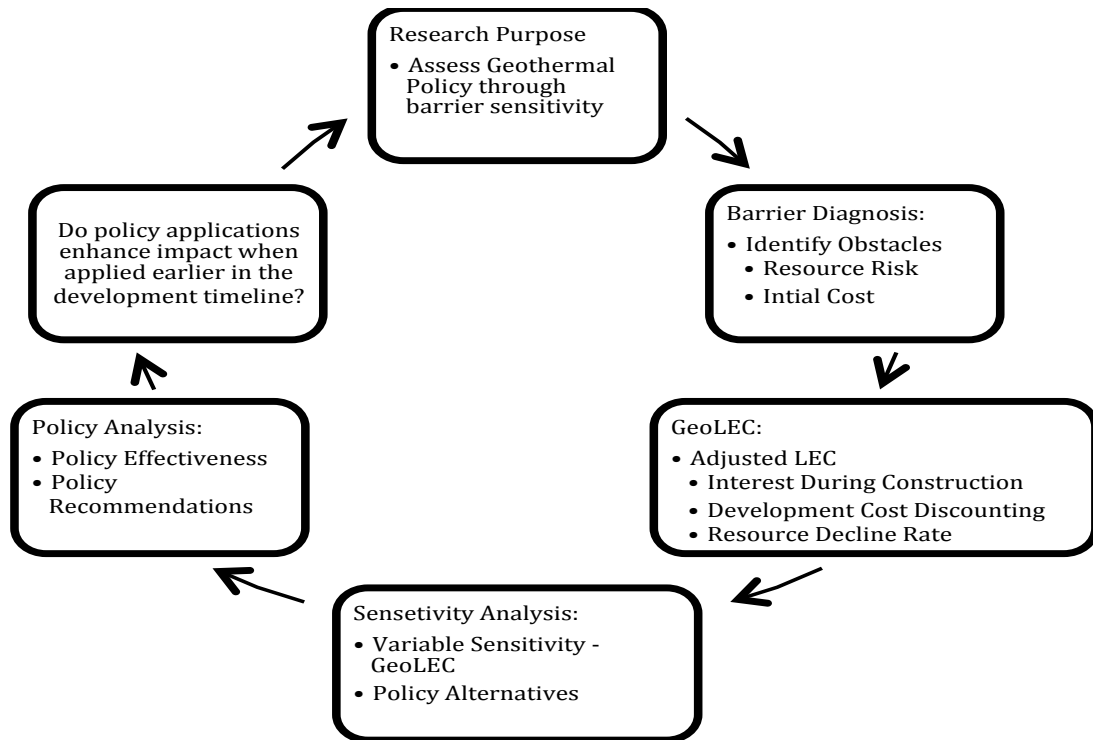 Research Purpose
• Assess Geothermal
Policy through
barrier sensitivity
Barrier Diagnosis:
• Identify Obstacles
• Resource Risk
• Intial Cost
GeoLEC:
• Adjusted LEC
• Interest During Construction
• Development Cost Discounting
• Resource Decline Rate
Sensetivity Analysis:
• Variable Sensitivity -
GeoLEC
• Policy Alternatives
Policy Analysis:
• Policy Effectiveness
• Policy
Recommendations
Do policy applications
enhance impact when
applied earlier in the
development timeline?